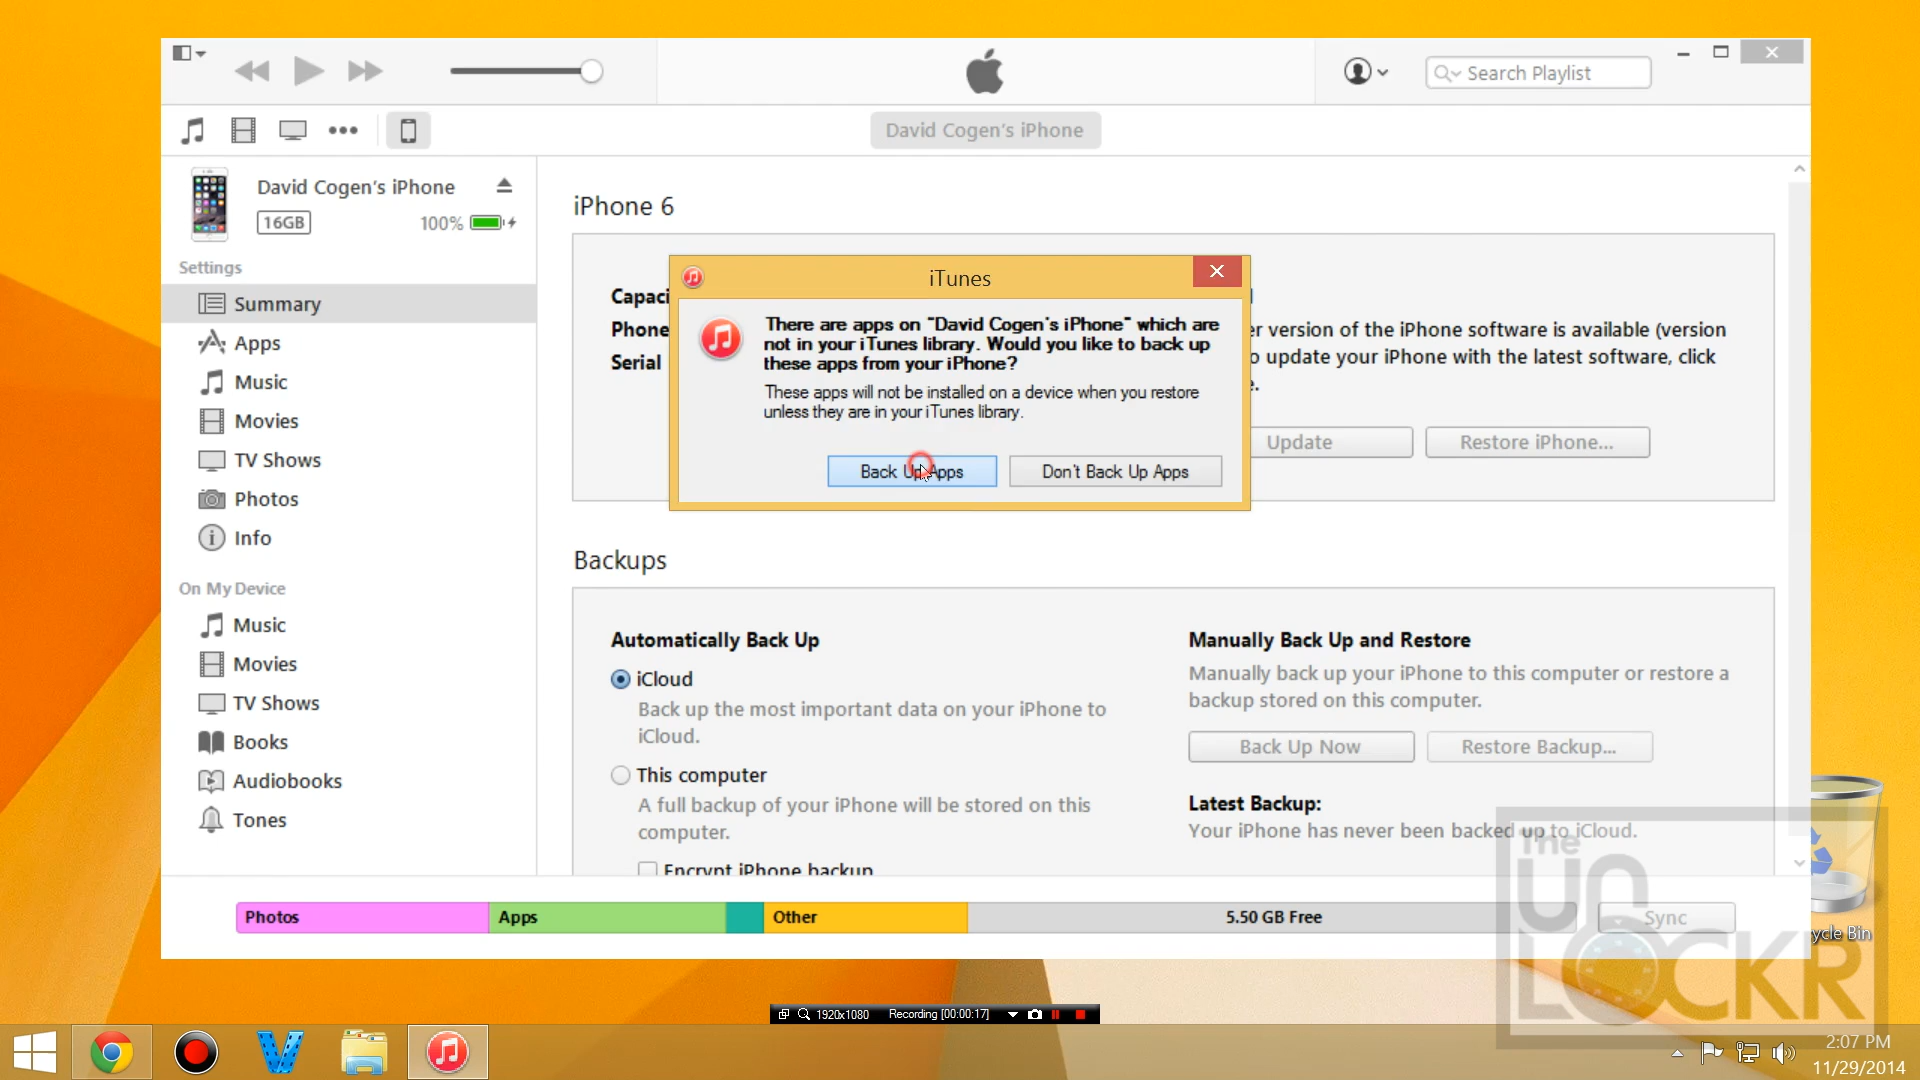 Search Playlist
David Cogen's iPhone
David Cogen's iPhone
16GB
100%
Settings
Summary
Apps
Music
Movies
TV Shows
Photos
Info
On My Device
Music
Movies
TV Shows
Books
Audiobooks
Tones
iPhone 6
Capaci
Phone
Serial
er version of the iPhone software is available (version
o update your iPhone with the latest software, click
e.
Update
Restore iPhone...
iTunes
There are apps on "David Cogen's iPhone" which are
not in your iTunes library. Would you like to back up
these apps from your iPhone?
These apps will not be installed on a device when you restore
unless they are in your iTunes library.
Back Up Apps
Don't Back Up Apps
Backups
Automatically Back Up
iCloud
Back up the most important data on your iPhone to
iCloud.
This computer
A full backup of your iPhone will be stored on this
computer.
Encrypt iPhone backup
Manually Back Up and Restore
Manually back up your iPhone to this computer or restore a
backup stored on this computer.
Back Up Now
Restore Backup...
Latest Backup:
Your iPhone has never been backed up to iCloud.
Photos
Apps
Other
5.50 GB Free
Sync
the
UNLOCKR
ycle Bin
1920x1080
Recording [00:00:17]
2:07 PM
11/29/2014